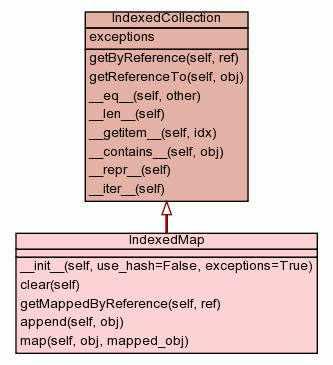 IndexedCollection
exceptions
getByReference(self, ref)
getReferenceTo(self, obj)
__eq__(self, other)
__len__(self)
__getitem__(self, idx)
__contains__(self, obj)
__repr__(self)
__iter__(self)
IndexedMap
__init__(self, use_hash=False, exceptions=True)
clear(self)
getMappedByReference(self, ref)
append(self, obj)
map(self, obj, mapped_obj)